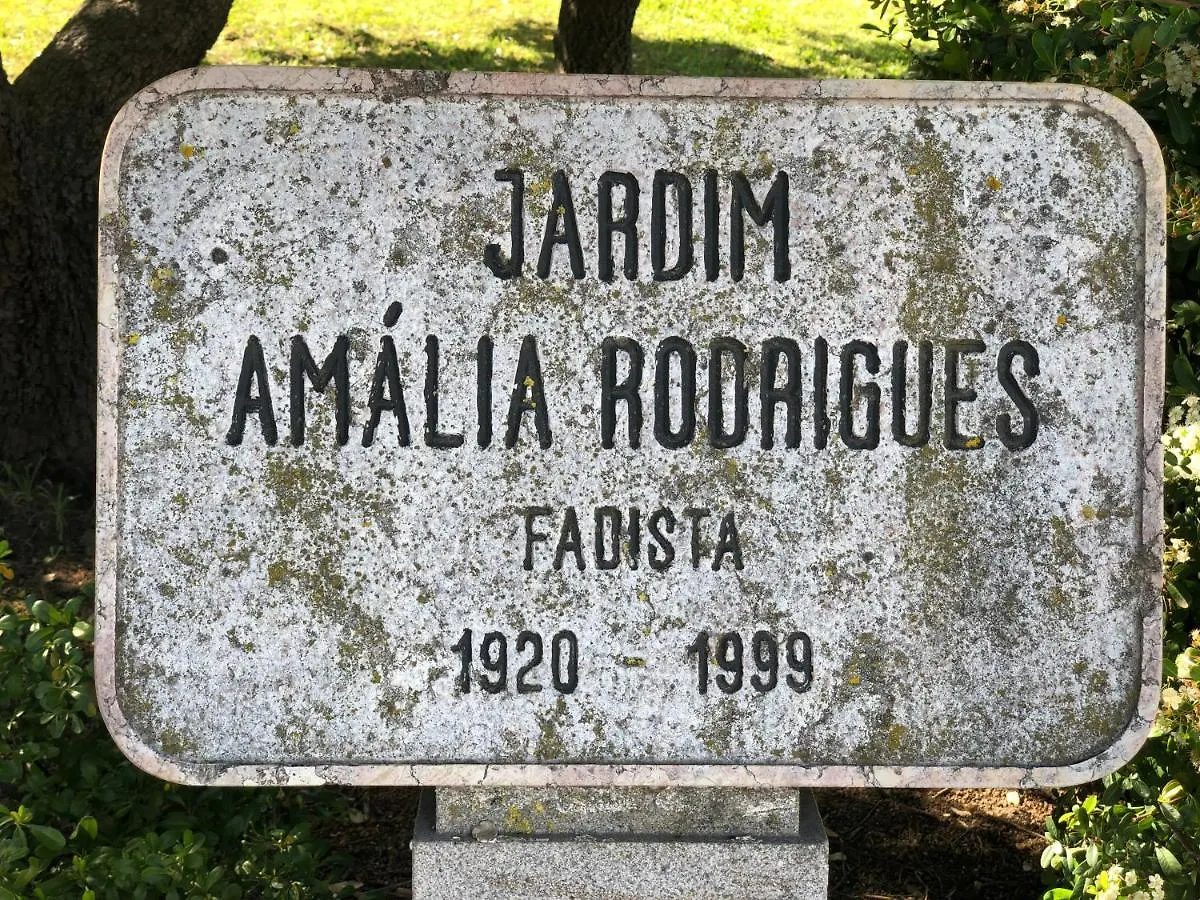 JARDIM
AMÁLIA RODRIGUES
FADISTA
1920 - 1999